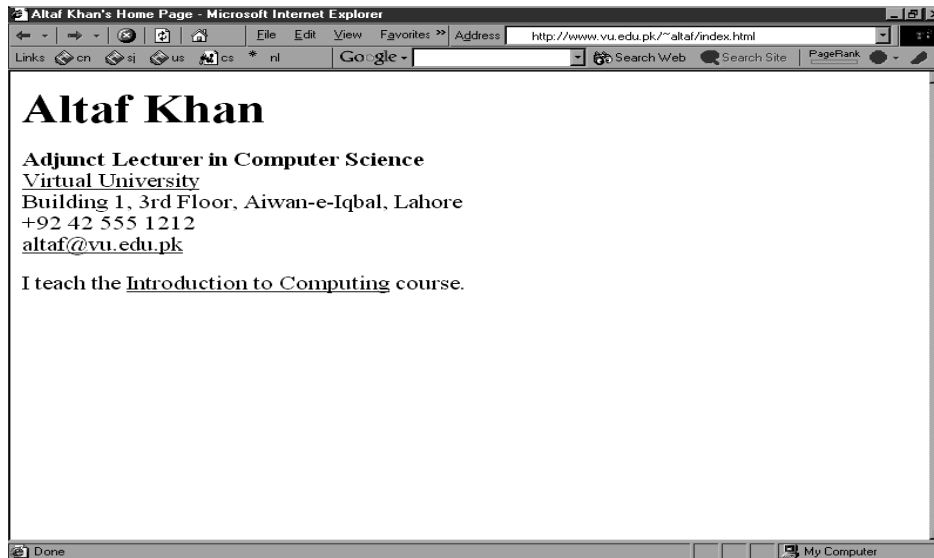 Altaf Khan's Home Page - Microsoft Internet Explorer
File Edit View Favorites » Address http://www.vu.edu.pk/~altaf/index.html
Links cn sj us cs * nl Google Search Web Search Site PageRank
Altaf Khan
Adjunct Lecturer in Computer Science
Virtual University
Building 1, 3rd Floor, Aiwan-e-Iqbal, Lahore
+92 42 555 1212
altaf@vu.edu.pk
I teach the Introduction to Computing course.
Done My Computer